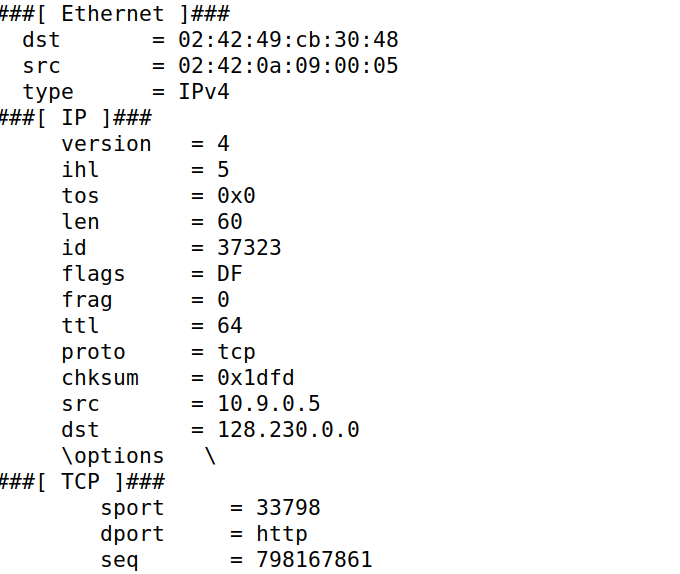 ###[ Ethernet ]###
  dst       = 02:42:49:cb:30:48
  src       = 02:42:0a:09:00:05
  type      = IPv4
###[ IP ]###
     version   = 4
     ihl       = 5
     tos       = 0x0
     len       = 60
     id        = 37323
     flags     = DF
     frag      = 0
     ttl       = 64
     proto     = tcp
     chksum    = 0x1dfd
     src       = 10.9.0.5
     dst       = 128.230.0.0
     \options   \
###[ TCP ]###
        sport     = 33798
        dport     = http
        seq       = 798167861